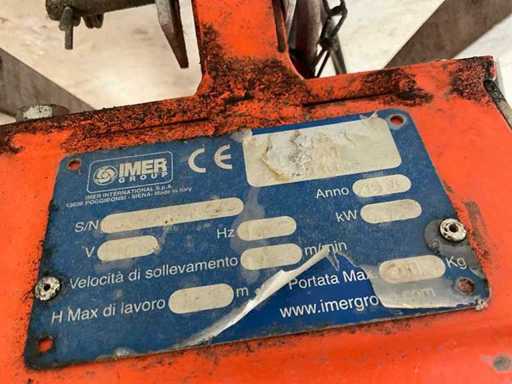 IMER
GROUP
CE
IMER INTERNATIONAL S.p.A.
53036 POGGIBONSI - SIENA - Made in Italy
Anno
S/N
kW
V
Hz
Velocità di sollevamento
m/min
Portata Max
Kg
H Max di lavoro
m
www.imergroup.com